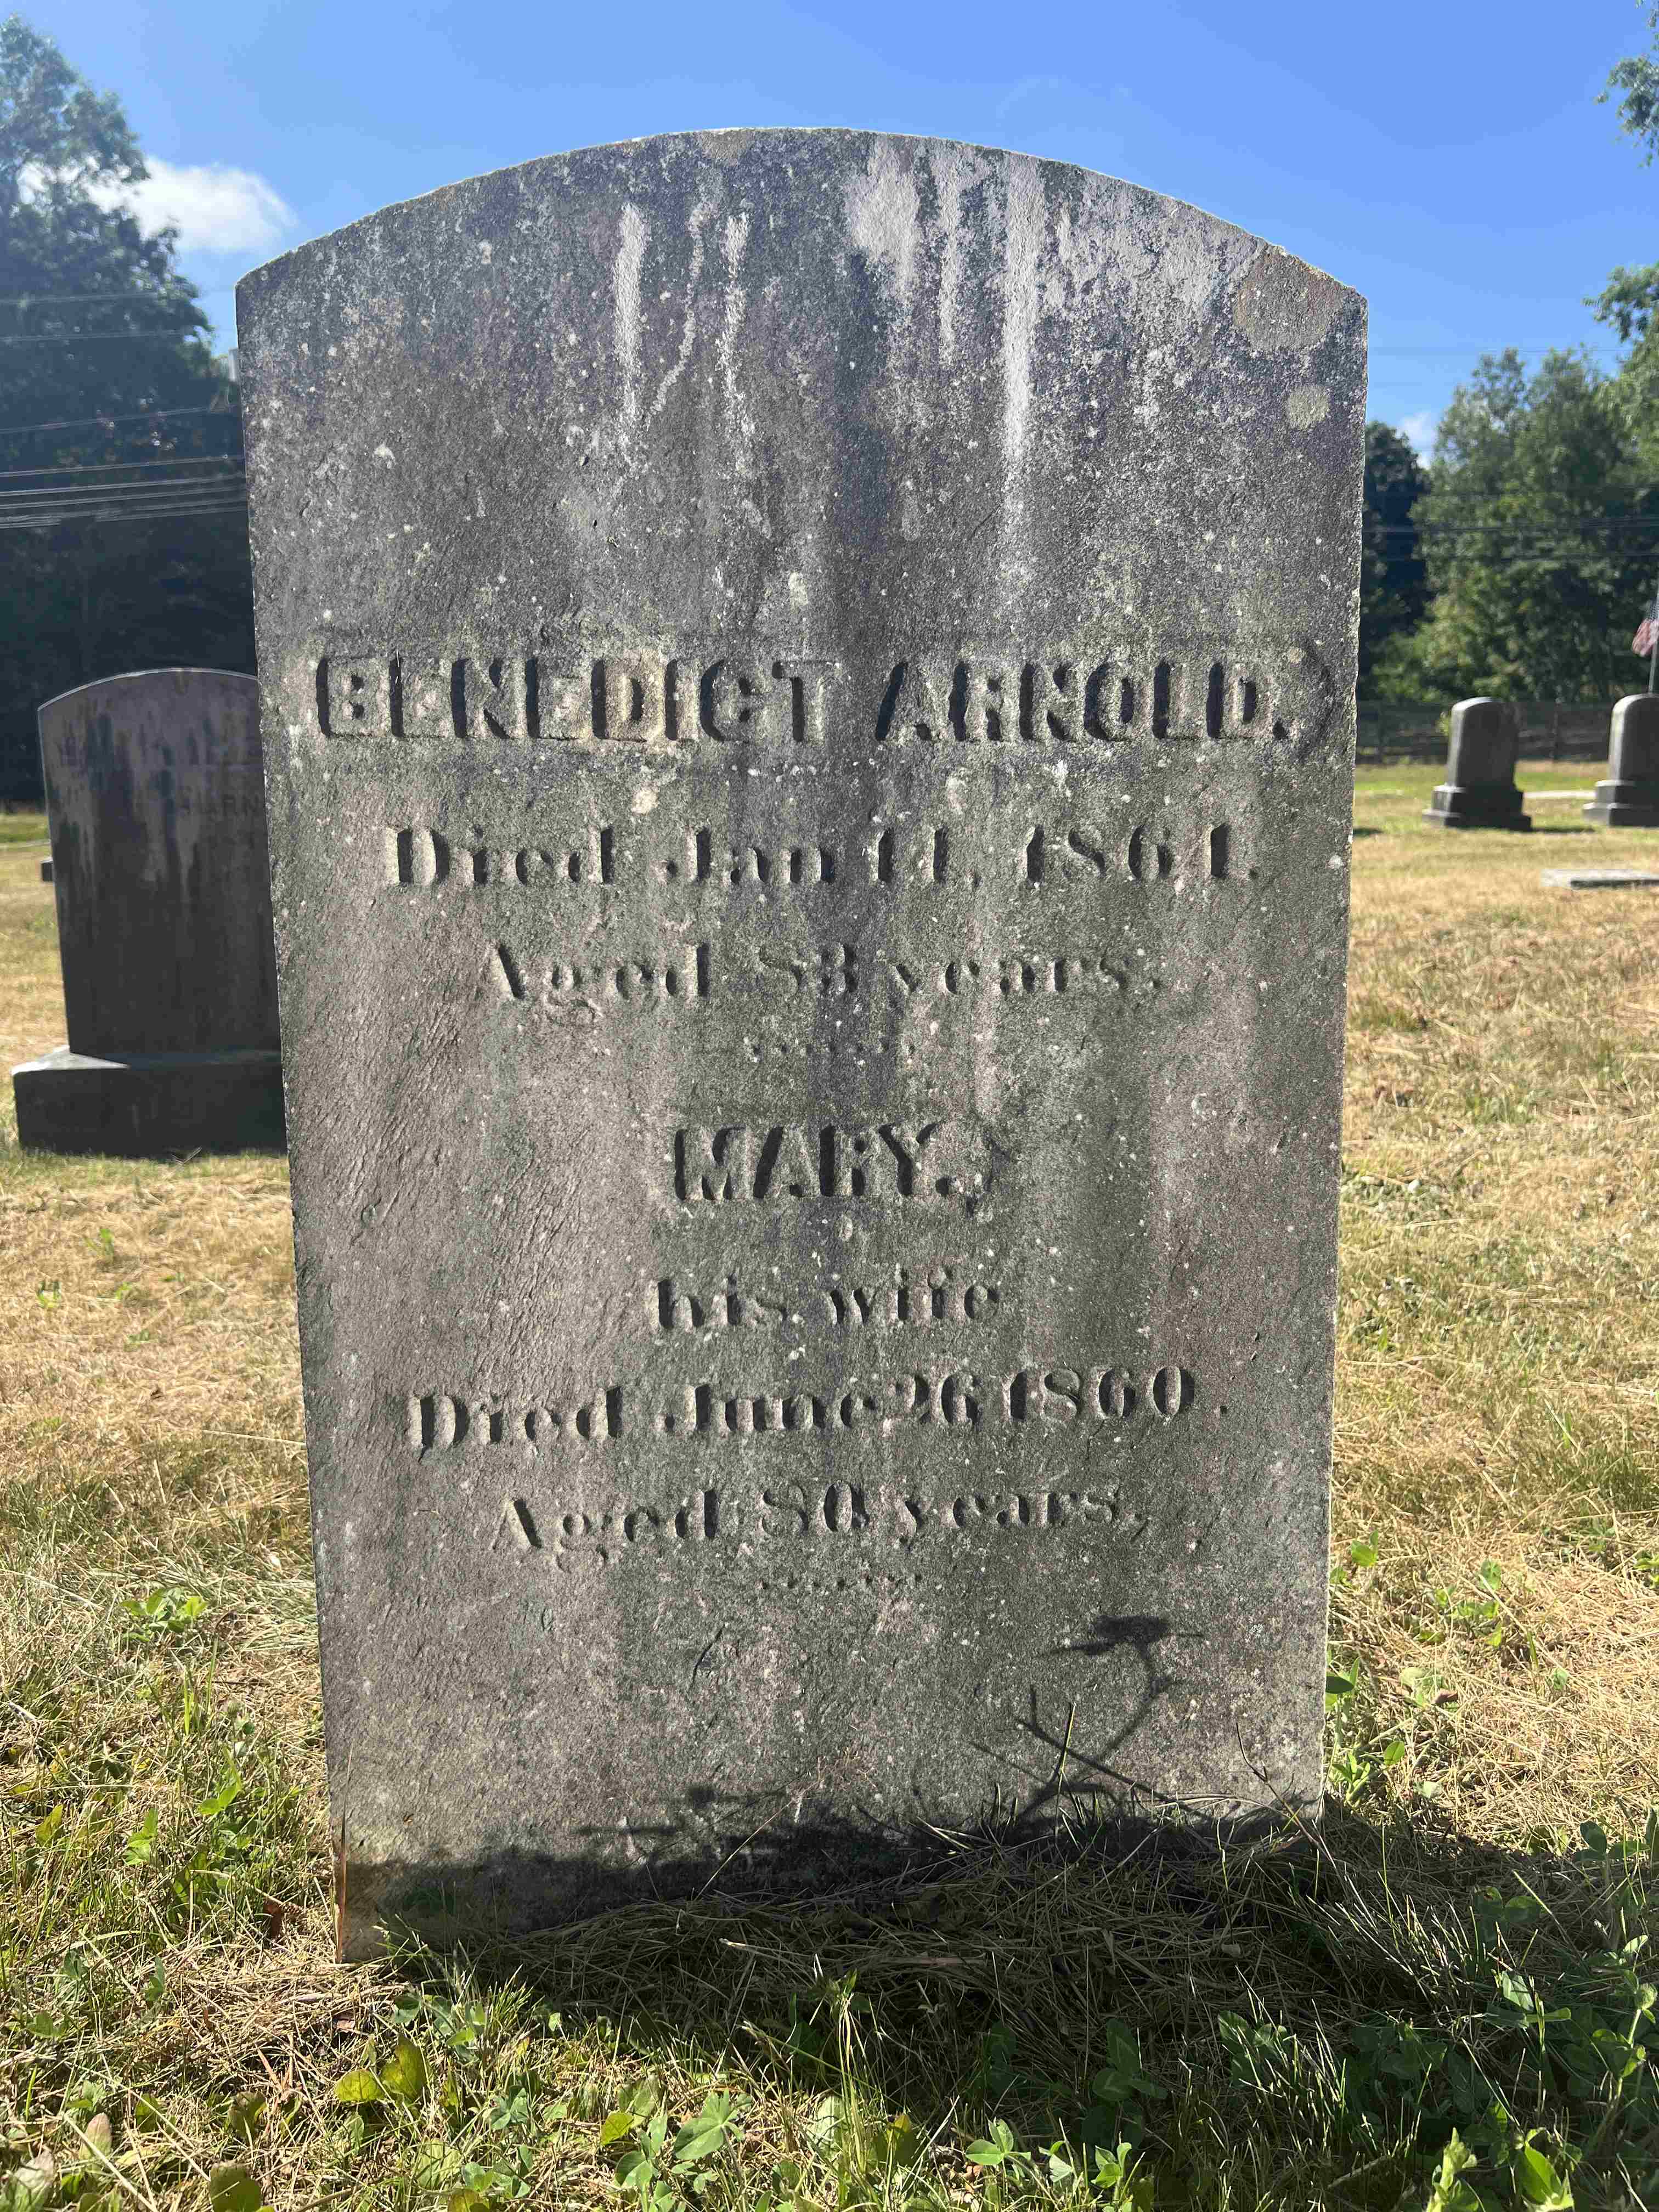 BENEDICT ARNOLD.
Died Jan 11, 1861.
Aged 83 years.
MARY.
his wife
Died June 26 1860.
Aged 80 years.